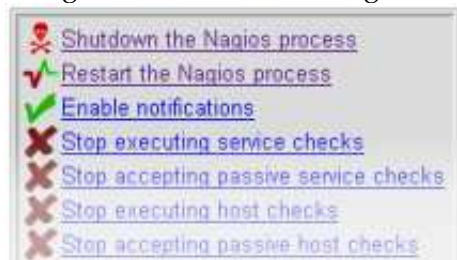 Shutdown the Nagios process
Restart the Nagios process
Enable notifications
Stop executing service checks
Stop accepting passive service checks
Stop executing host checks
Stop accepting passive host checks